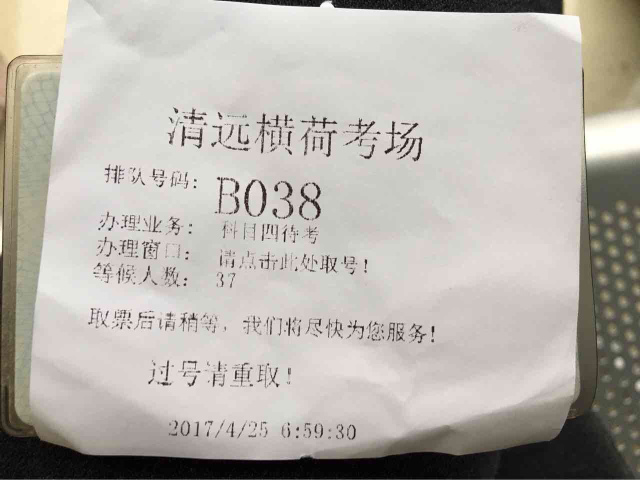 清远横荷考场
排队号码： B038
办理业务： 科目四待考
办理窗口： 请点击此处取号！
等候人数： 37
取票后请稍等，我们将尽快为您服务！
过号请重取！
2017/4/25 6:59:30